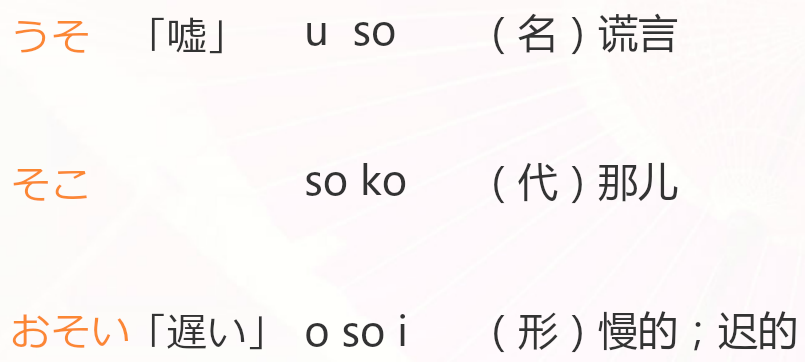 うそ 「嘘」 u so （名）谎言
そこ so ko （代）那儿
おそい「遅い」 o so i （形）慢的；迟的